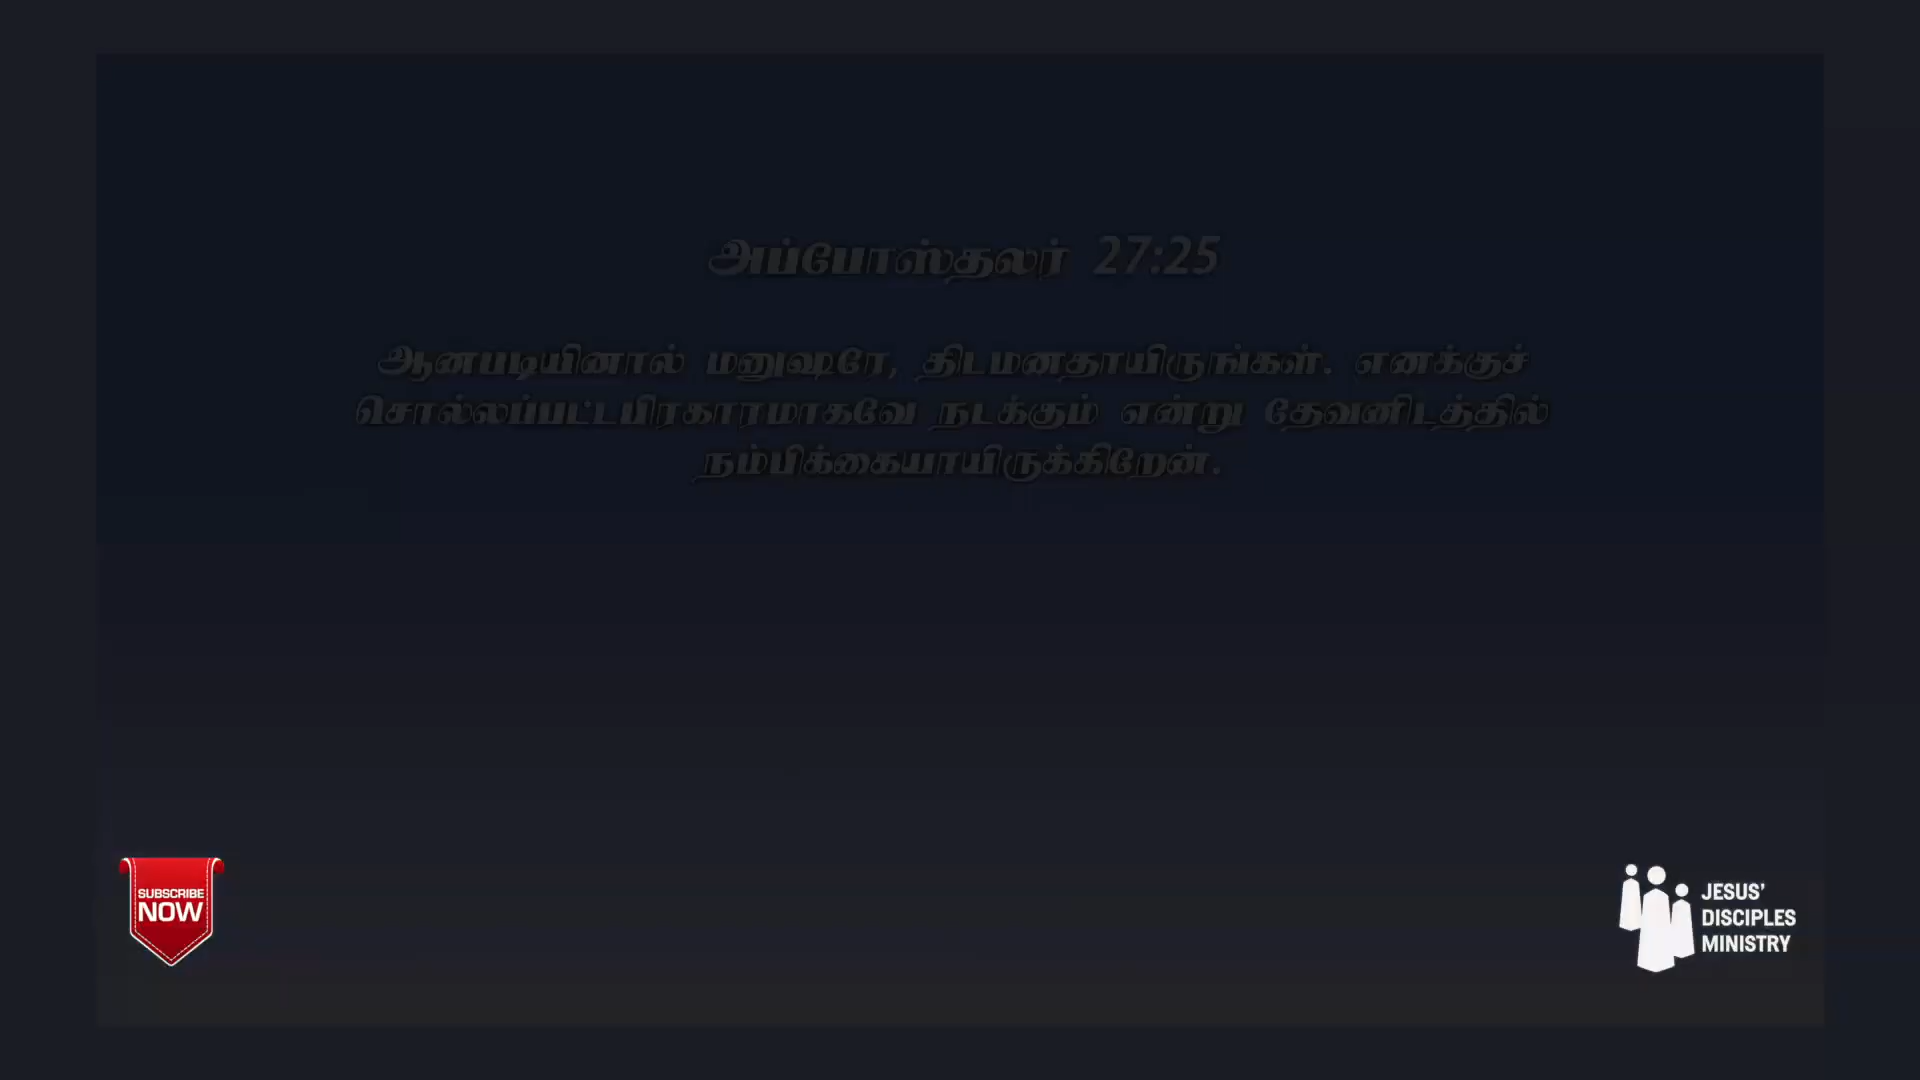 அப்போஸ்தலர் 27:25
ஆனபடியினால் மனுஷரே, திடமனதாயிருங்கள். எனக்குச்
சொல்லப்பட்டபிரகாரமாகவே நடக்கும் என்று தேவனிடத்தில்
நம்பிக்கையாயிருக்கிறேன்.
SUBSCRIBE
NOW
JESUS'
DISCIPLES
MINISTRY